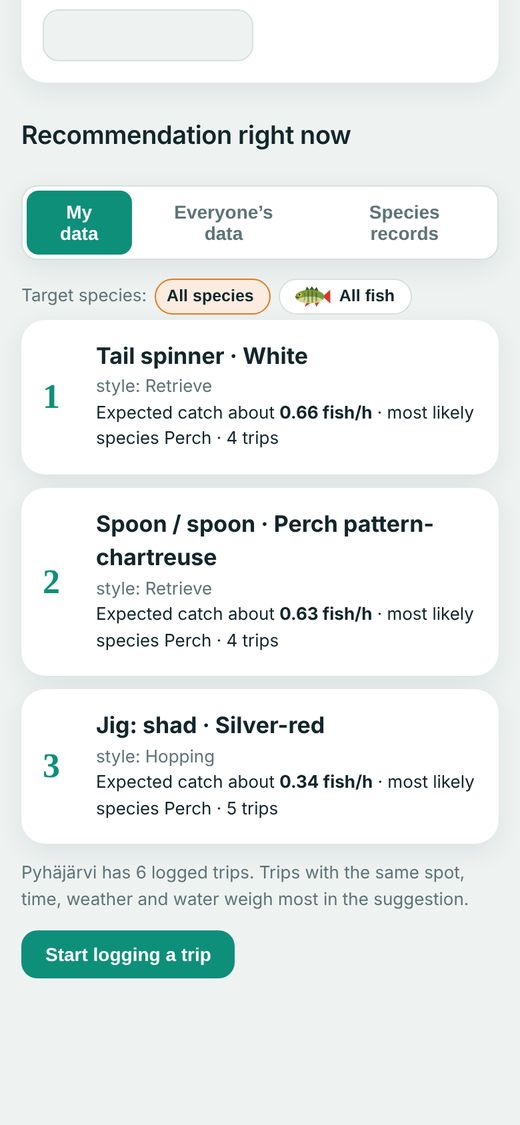 Recommendation right now
My
data
Everyone's
data
Species
records
Target species:
All species
All fish
1
Tail spinner · White
style: Retrieve
Expected catch about 0.66 fish/h · most likely
species Perch · 4 trips
2
Spoon / spoon · Perch pattern-
chartreuse
style: Retrieve
Expected catch about 0.63 fish/h · most likely
species Perch · 4 trips
3
Jig: shad · Silver-red
style: Hopping
Expected catch about 0.34 fish/h · most likely
species Perch · 5 trips
Pyhäjärvi has 6 logged trips. Trips with the same spot,
time, weather and water weigh most in the suggestion.
Start logging a trip